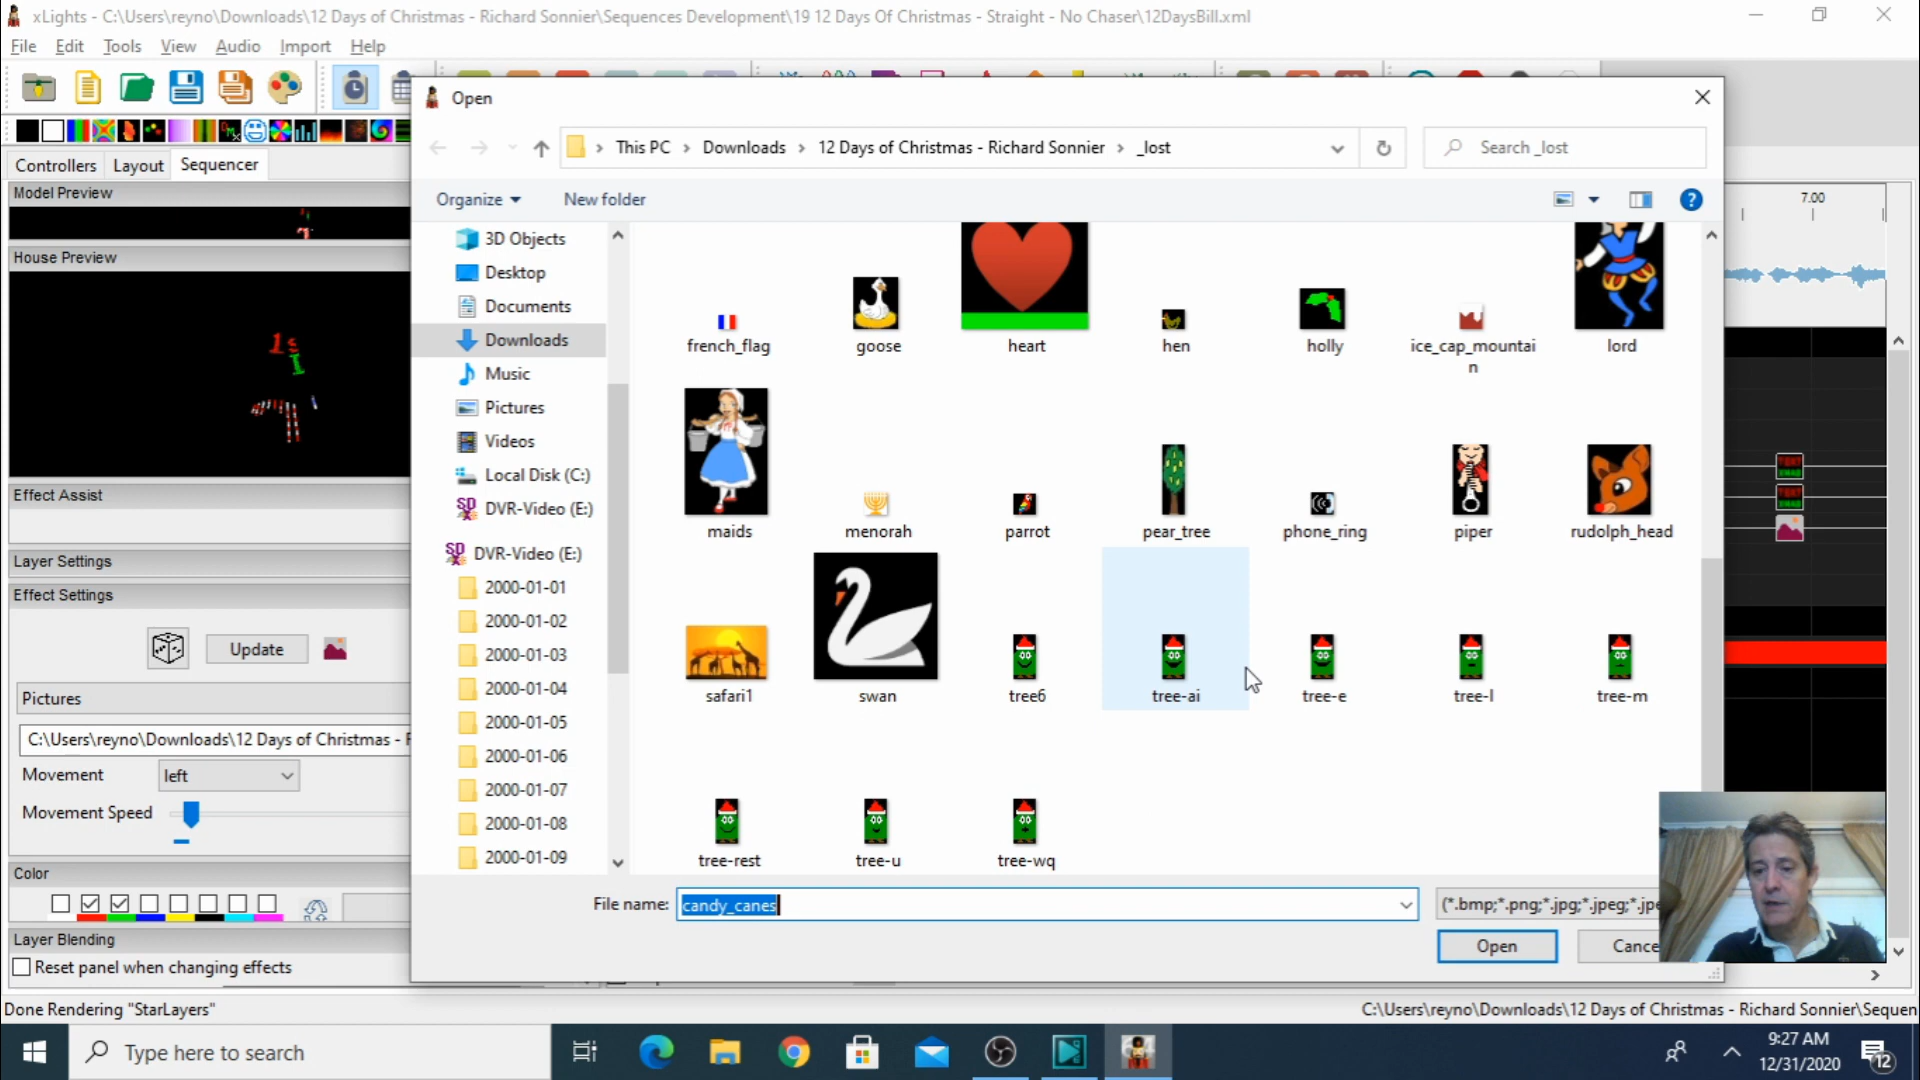 xLights - C:\Users\reyno\Downloads\12 Days of Christmas - Richard Sonnier\Sequences Development\19 12 Days Of Christmas - Straight - No Chaser\12DaysBill.xml
File Edit Tools View Audio Import Help
Open
This PC > Downloads > 12 Days of Christmas - Richard Sonnier > _lost
Search _lost
Controllers Layout Sequencer
Organize New folder
7.00
Model Preview
House Preview
3D Objects
Desktop
Documents
Downloads
Music
Pictures
Videos
Local Disk (C:)
DVR-Video (E:)
DVR-Video (E:)
2000-01-01
2000-01-02
2000-01-03
2000-01-04
2000-01-05
2000-01-06
2000-01-07
2000-01-08
2000-01-09
french_flag goose heart hen holly ice_cap_mountai lord
n
maids menorah parrot pear_tree phone_ring piper rudolph_head
safari1 swan tree6 tree-ai tree-e tree-l tree-m
tree-rest tree-u tree-wq
Effect Assist
Layer Settings
Effect Settings
Update
Pictures
C:\Users\reyno\Downloads\12 Days of Christmas - R
Movement left
Movement Speed
Color
Layer Blending
Reset panel when changing effects
File name: candy_canes (*.bmp;*.png;*.jpg;*.jpeg;*.jpe
Open Cance
Done Rendering "StarLayers" C:\Users\reyno\Downloads\12 Days of Christmas - Richard Sonnier\Sequen
Type here to search
9:27 AM
12/31/2020
12